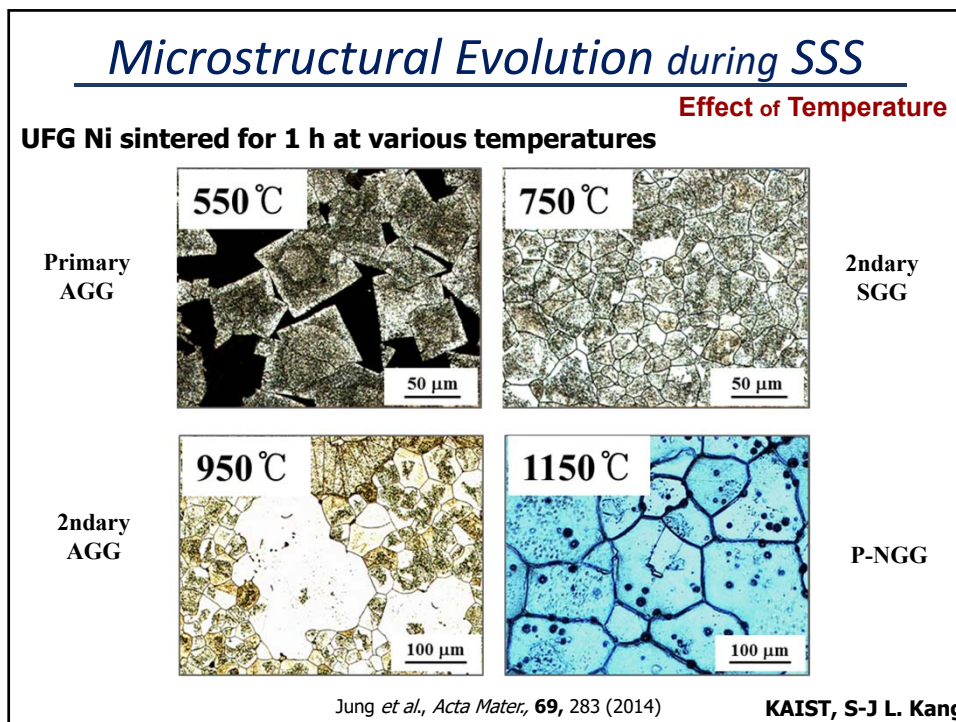 Microstructural Evolution during SSS
Effect of Temperature
UFG Ni sintered for 1 h at various temperatures
Primary
AGG
550℃
50 μm
750℃
50 μm
2ndary
SGG
2ndary
AGG
950℃
100 μm
1150℃
100 μm
P-NGG
Jung et al., Acta Mater., 69, 283 (2014)
KAIST, S-J L. Kang